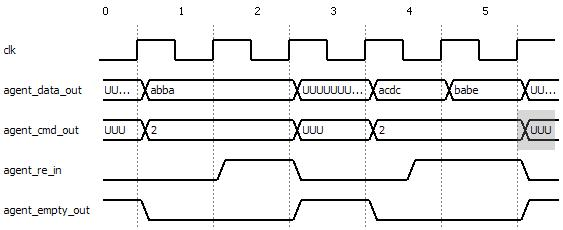 0 1 2 3 4 5
clk
agent_data_out UU... abba UUUUUUU... acdc babe UU...
agent_cmd_out UUU 2 UUU 2 UUU
agent_re_in
agent_empty_out